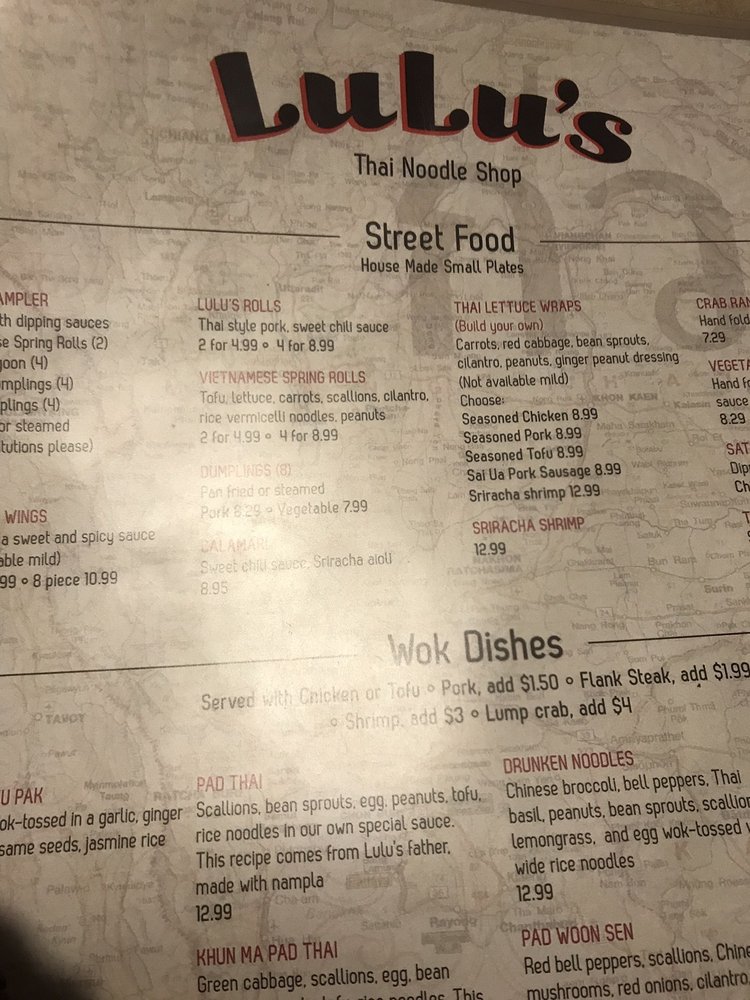 LuLu's
Thai Noodle Shop
Street Food
House Made Small Plates
AMPLER
th dipping sauces
se Spring Rolls (2)
goon (4)
umplings (4)
plings (4)
or steamed
tutions please)
WINGS
a sweet and spicy sauce
able mild)
99 o 8 piece 10.99
LULU'S ROLLS
Thai style pork, sweet chili sauce
2 for 4.99 o 4 for 8.99
VIETNAMESE SPRING ROLLS
Tofu, lettuce, carrots, scallions, cilantro,
rice vermicelli noodles, peanuts
2 for 4.99 o 4 for 8.99
DUMPLINGS (8)
Pan fried or steamed
Pork 8.29 o Vegetable 7.99
CALAMARI
Sweet chili sauce, Sriracha aioli
8.95
THAI LETTUCE WRAPS
(Build your own)
Carrots, red cabbage, bean sprouts,
cilantro, peanuts, ginger peanut dressing
(Not available mild)
Choose:
Seasoned Chicken 8.99
Seasoned Pork 8.99
Seasoned Tofu 8.99
Sai Ua Pork Sausage 8.99
Sriracha shrimp 12.99
SRIRACHA SHRIMP
12.99
CRAB RAN
Hand fold
7.29
VEGETA
Hand fo
sauce
8.29
SAT
Dipp
Ch
Wok Dishes
Served with Chicken or Tofu o Pork, add $1.50 o Flank Steak, add $1.99
o Shrimp, add $3 o Lump crab, add $4
U PAK
ok-tossed in a garlic, ginger
same seeds, jasmine rice
PAD THAI
Scallions, bean sprouts, egg, peanuts, tofu,
rice noodles in our own special sauce.
This recipe comes from Lulu's father,
made with nampla
12.99
KHUN MA PAD THAI
Green cabbage, scallions, egg, bean
noodles. This
DRUNKEN NOODLES
Chinese broccoli, bell peppers, Thai
basil, peanuts, bean sprouts, scallion
lemongrass, and egg wok-tossed
wide rice noodles
12.99
PAD WOON SEN
Red bell peppers, scallions, Chine
mushrooms, red onions, cilantro